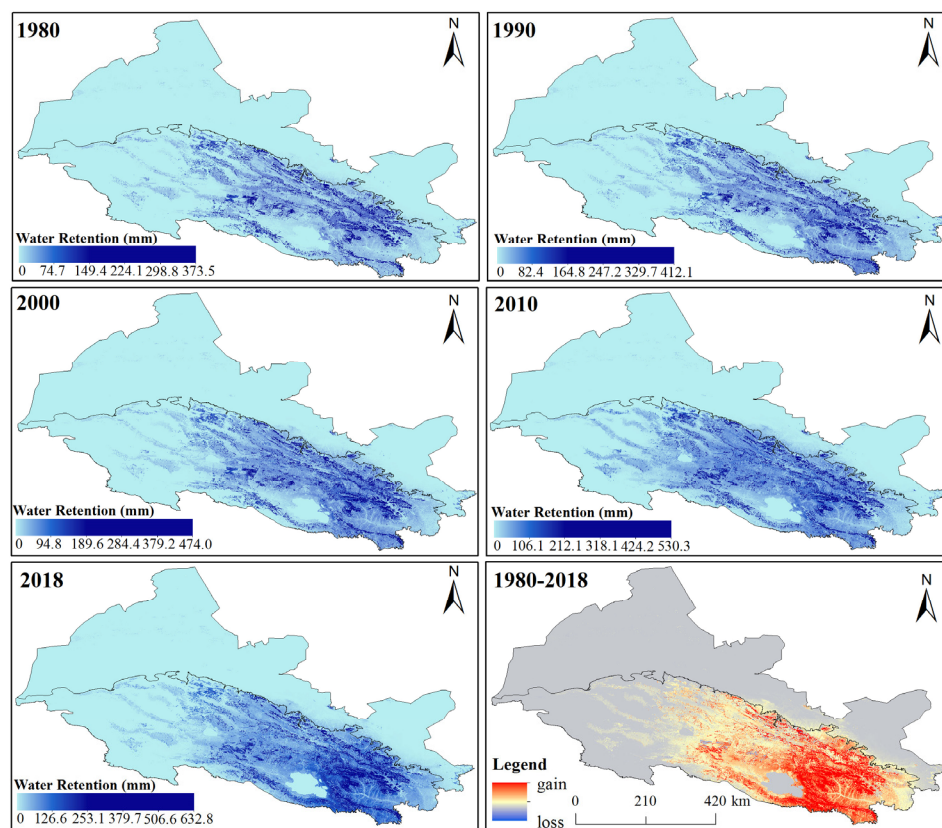 1980
N
Water Retention (mm)
0 74.7 149.4 224.1 298.8 373.5
1990
N
Water Retention (mm)
0 82.4 164.8 247.2 329.7 412.1
2000
N
Water Retention (mm)
0 94.8 189.6 284.4 379.2 474.0
2010
N
Water Retention (mm)
0 106.1 212.1 318.1 424.2 530.3
2018
N
Water Retention (mm)
0 126.6 253.1 379.7 506.6 632.8
1980-2018
N
Legend
gain
loss
0 210 420 km